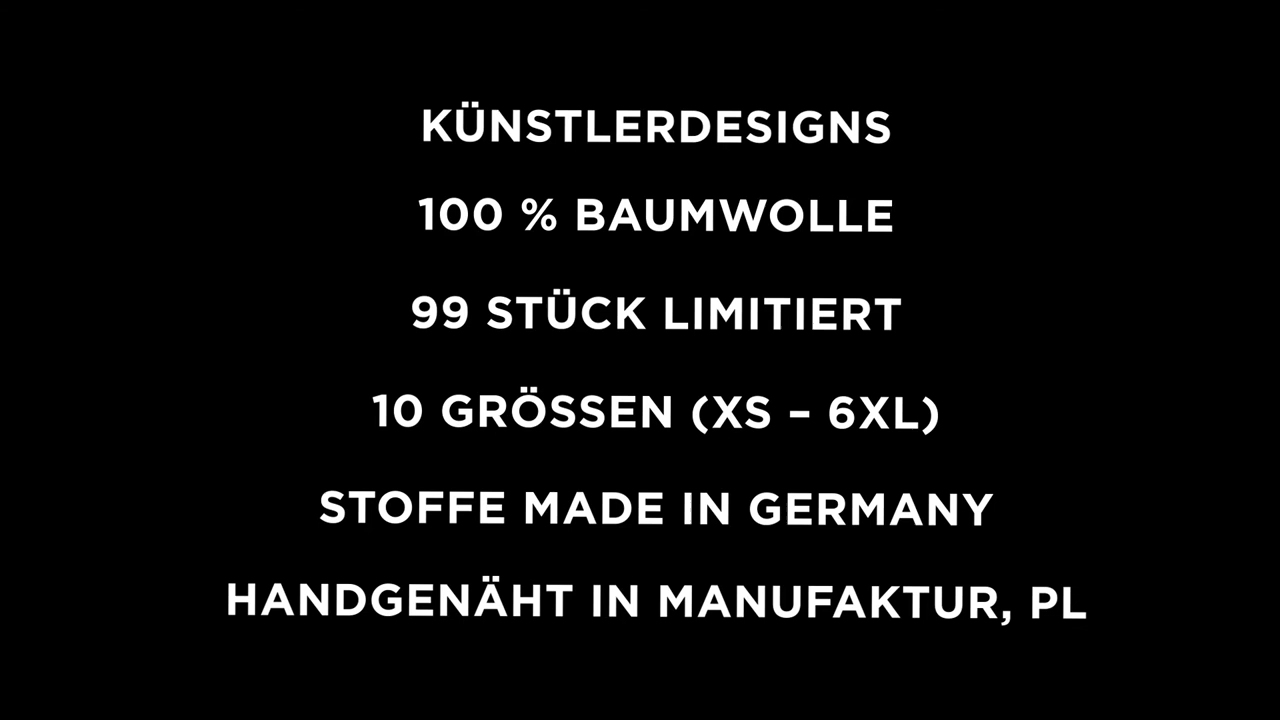 KÜNSTLERDESIGNS
100 % BAUMWOLLE
99 STÜCK LIMITIERT
10 GRÖSSEN (XS – 6XL)
STOFFE MADE IN GERMANY
HANDGENÄHT IN MANUFAKTUR, PL